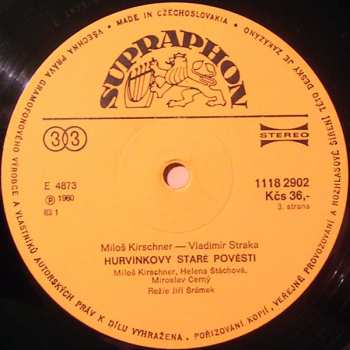 VŠECHNA PRÁVA GRAMOFONOVÉHO VÝROBCE A VLASTNÍKŮ AUTORSKÝCH PRÁV K DÍLU VYHRAŽENA. POŘIZOVÁNÍ KOPIÍ, VEŘEJNÉ PROVOZOVÁNÍ A ROZHLASOVÉ ŠÍŘENÍ TÉTO DESKY JE ZAKÁZÁNO • MADE IN CZECHOSLOVAKIA •
SUPRAPHON
33
STEREO
E 4873
1118 2902
℗ 1980
Kčs 36,-
1
3. strana
Miloš Kirschner — Vladimír Straka
HURVÍNKOVY STARÉ POVĚSTI
Miloš Kirschner, Helena Štáchová,
Miroslav Černý
Režie Jiří Šrámek